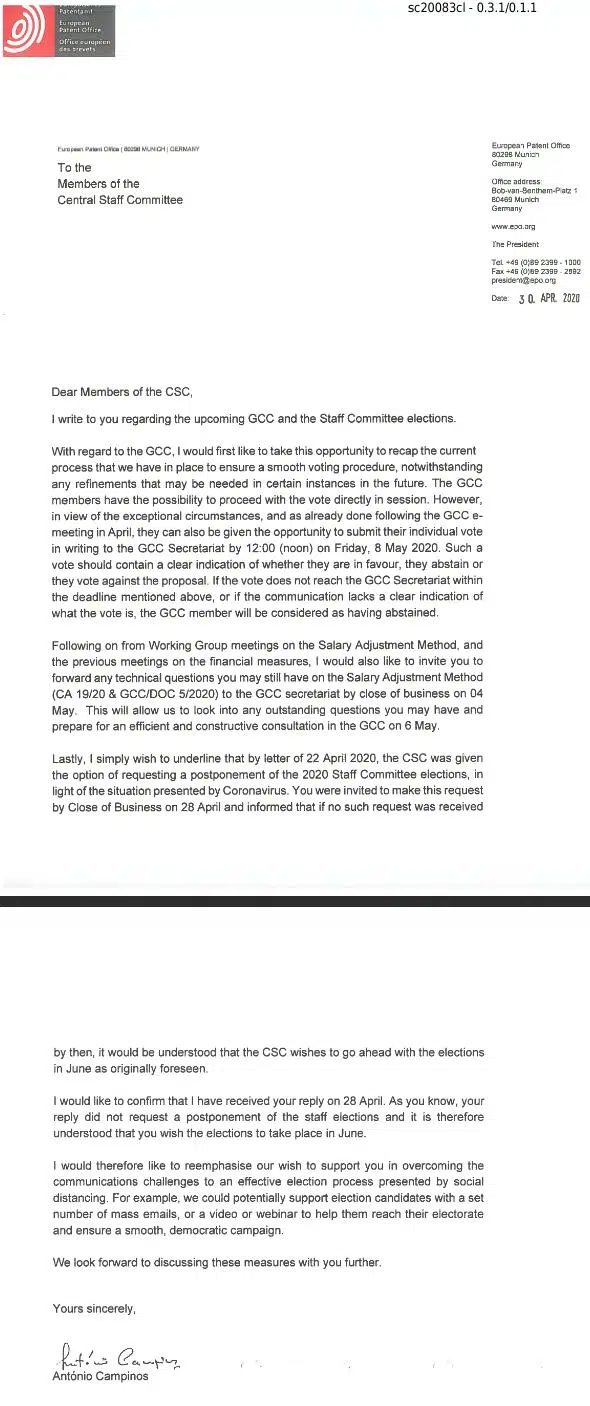 sc20083cl - 0.3.1/0.1.1
Patentamt
European
Patent Office
Office européen
des brevets
European Patent Office | 80298 MUNICH | GERMANY
To the
Members of the
Central Staff Committee
European Patent Office
80298 Munich
Germany
Office address:
Bob-van-Benthem-Platz 1
80469 Munich
Germany
www.epo.org
The President
Tel. +49 (0)89 2399 - 1000
Fax +49 (0)89 2399 - 2892
president@epo.org
Date: 30. APR. 2020
Dear Members of the CSC,
I write to you regarding the upcoming GCC and the Staff Committee elections.
With regard to the GCC, I would first like to take this opportunity to recap the current
process that we have in place to ensure a smooth voting procedure, notwithstanding
any refinements that may be needed in certain instances in the future. The GCC
members have the possibility to proceed with the vote directly in session. However,
in view of the exceptional circumstances, and as already done following the GCC e-
meeting in April, they can also be given the opportunity to submit their individual vote
in writing to the GCC Secretariat by 12:00 (noon) on Friday, 8 May 2020. Such a
vote should contain a clear indication of whether they are in favour, they abstain or
they vote against the proposal. If the vote does not reach the GCC Secretariat within
the deadline mentioned above, or if the communication lacks a clear indication of
what the vote is, the GCC member will be considered as having abstained.
Following on from Working Group meetings on the Salary Adjustment Method, and
the previous meetings on the financial measures, I would also like to invite you to
forward any technical questions you may still have on the Salary Adjustment Method
(CA 19/20 & GCC/DOC 5/2020) to the GCC secretariat by close of business on 04
May. This will allow us to look into any outstanding questions you may have and
prepare for an efficient and constructive consultation in the GCC on 6 May.
Lastly, I simply wish to underline that by letter of 22 April 2020, the CSC was given
the option of requesting a postponement of the 2020 Staff Committee elections, in
light of the situation presented by Coronavirus. You were invited to make this request
by Close of Business on 28 April and informed that if no such request was received
by then, it would be understood that the CSC wishes to go ahead with the elections
in June as originally foreseen.
I would like to confirm that I have received your reply on 28 April. As you know, your
reply did not request a postponement of the staff elections and it is therefore
understood that you wish the elections to take place in June.
I would therefore like to reemphasise our wish to support you in overcoming the
communications challenges to an effective election process presented by social
distancing. For example, we could potentially support election candidates with a set
number of mass emails, or a video or webinar to help them reach their electorate
and ensure a smooth, democratic campaign.
We look forward to discussing these measures with you further.
Yours sincerely,
António Campinos
António Campinos